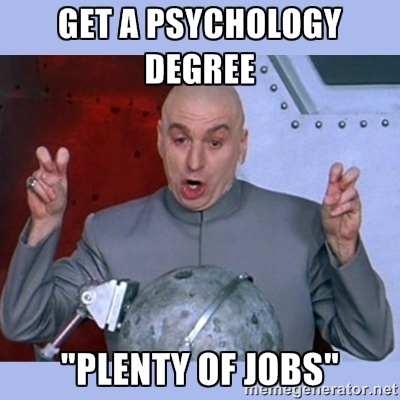 GET A PSYCHOLOGY
DEGREE
"PLENTY OF JOBS"
memegenerator.net